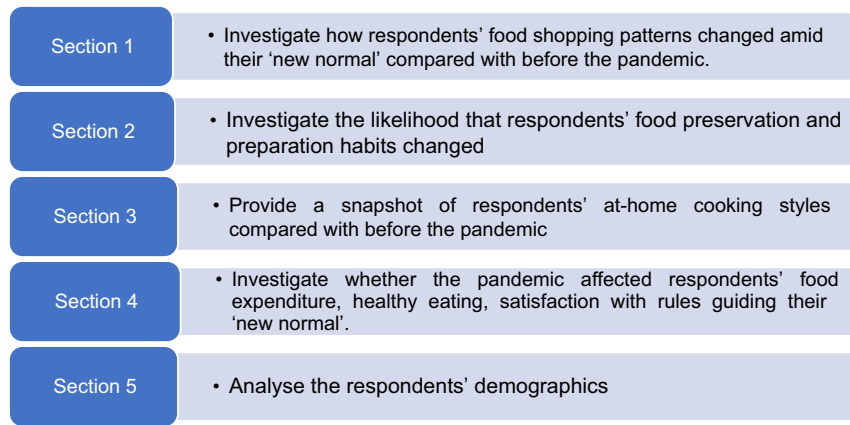 Section 1
• Investigate how respondents’ food shopping patterns changed amid
their ‘new normal’ compared with before the pandemic.
Section 2
• Investigate the likelihood that respondents’ food preservation and
preparation habits changed
Section 3
• Provide a snapshot of respondents’ at-home cooking styles
compared with before the pandemic
Section 4
• Investigate whether the pandemic affected respondents’ food
expenditure, healthy eating, satisfaction with rules guiding their
‘new normal’.
Section 5
• Analyse the respondents’ demographics